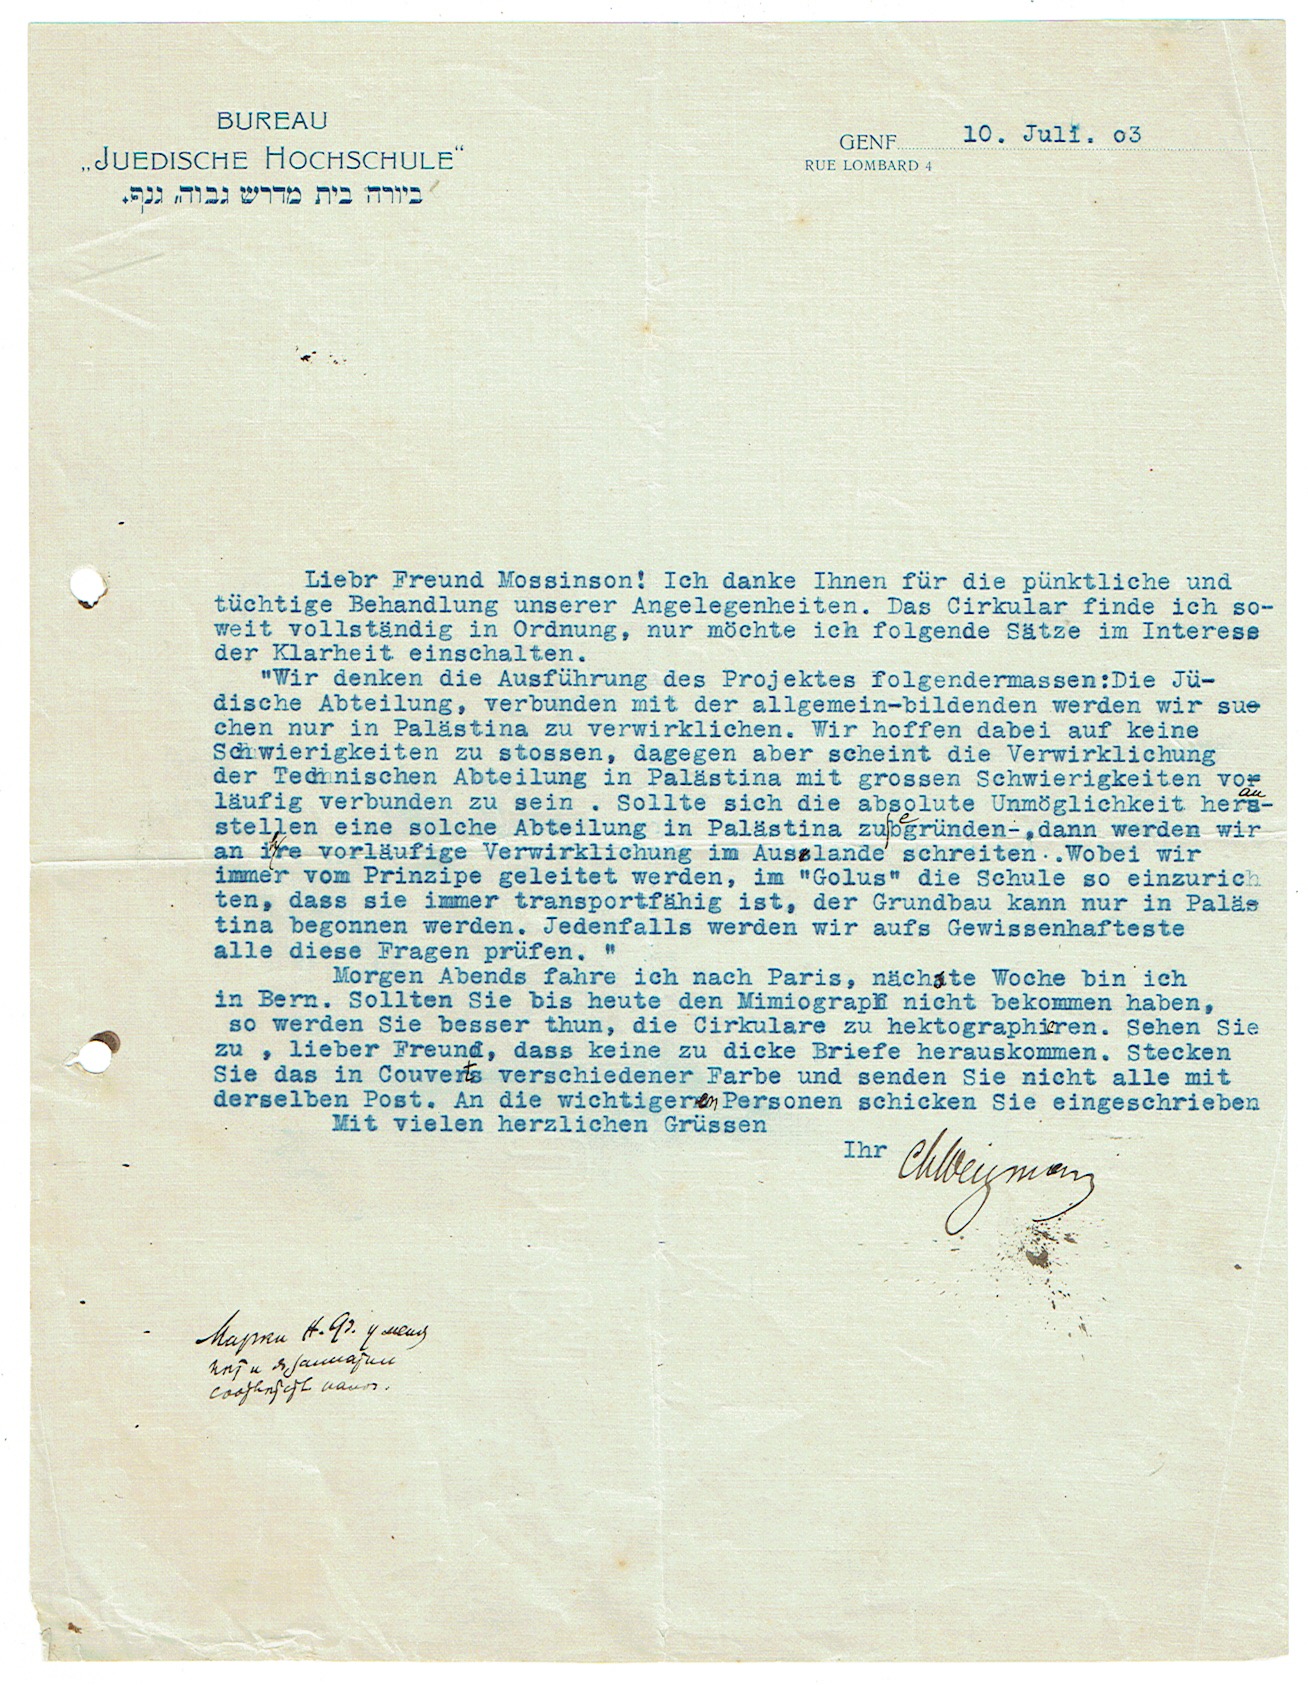 BUREAU
„JUEDISCHE HOCHSCHULE“
ביורה בית מדרש גבוה, גנף.
GENF 10. Juli. 03
RUE LOMBARD 4
Liebr Freund Mossinson! Ich danke Ihnen für die pünktliche und
tüchtige Behandlung unserer Angelegenheiten. Das Cirkular finde ich so-
weit vollständig in Ordnung, nur möchte ich folgende Sätze im Interess
der Klarheit einschalten.
"Wir denken die Ausführung des Projektes folgendermassen:Die Jü-
dische Abteilung, verbunden mit der allgemein-bildenden werden wir su
chen nur in Palästina zu verwirklichen. Wir hoffen dabei auf keine
Schwierigkeiten zu stossen, dagegen aber scheint die Verwirklichung
der Technischen Abteilung in Palästina mit grossen Schwierigkeiten vor
läufig verbunden zu sein . Sollte sich die absolute Unmöglichkeit heraus-
stellen eine solche Abteilung in Palästina zu begründen-,dann werden wir
an ihre vorläufige Verwirklichung im Auslande schreiten..Wobei wir
immer vom Prinzipe geleitet werden, im "Golus" die Schule so einzurich
ten, dass sie immer transportfähig ist, der Grundbau kann nur in Paläs
tina begonnen werden. Jedenfalls werden wir aufs Gewissenhafteste
alle diese Fragen prüfen. "
Morgen Abends fahre ich nach Paris, nächste Woche bin ich
in Bern. Sollten Sie bis heute den Mimiograph nicht bekommen haben,
so werden Sie besser thun, die Cirkulare zu hektographieren. Sehen Sie
zu , lieber Freund, dass keine zu dicke Briefe herauskommen. Stecken
Sie das in Couverts verschiedener Farbe und senden Sie nicht alle mit
derselben Post. An die wichtigeren Personen schicken Sie eingeschrieben
Mit vielen herzlichen Grüssen
Ihr ChWeizmann
Марки Н. у меня